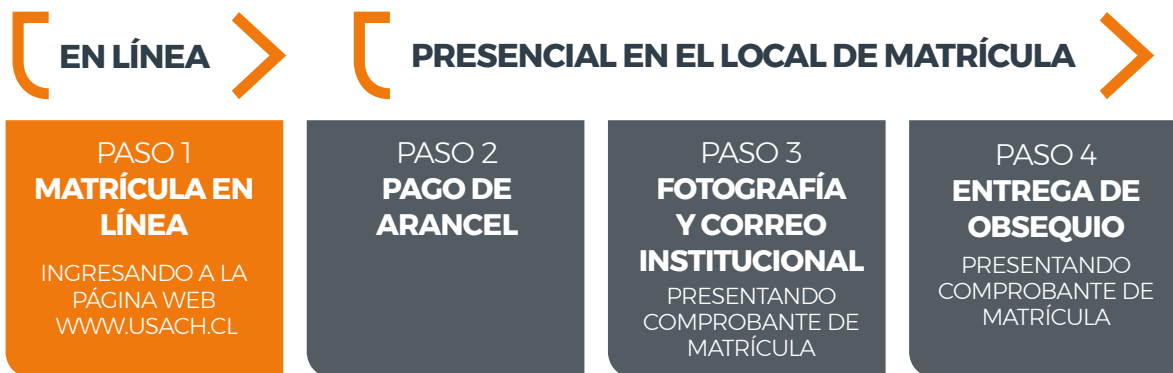 EN LÍNEA
PRESENCIAL EN EL LOCAL DE MATRÍCULA
PASO 1
MATRÍCULA EN
LÍNEA
INGRESANDO A LA
PÁGINA WEB
WWW.USACH.CL
PASO 2
PAGO DE
ARANCEL
PASO 3
FOTOGRAFÍA
Y CORREO
INSTITUCIONAL
PRESENTANDO
COMPROBANTE DE
MATRÍCULA
PASO 4
ENTREGA DE
OBSEQUIO
PRESENTANDO
COMPROBANTE DE
MATRÍCULA